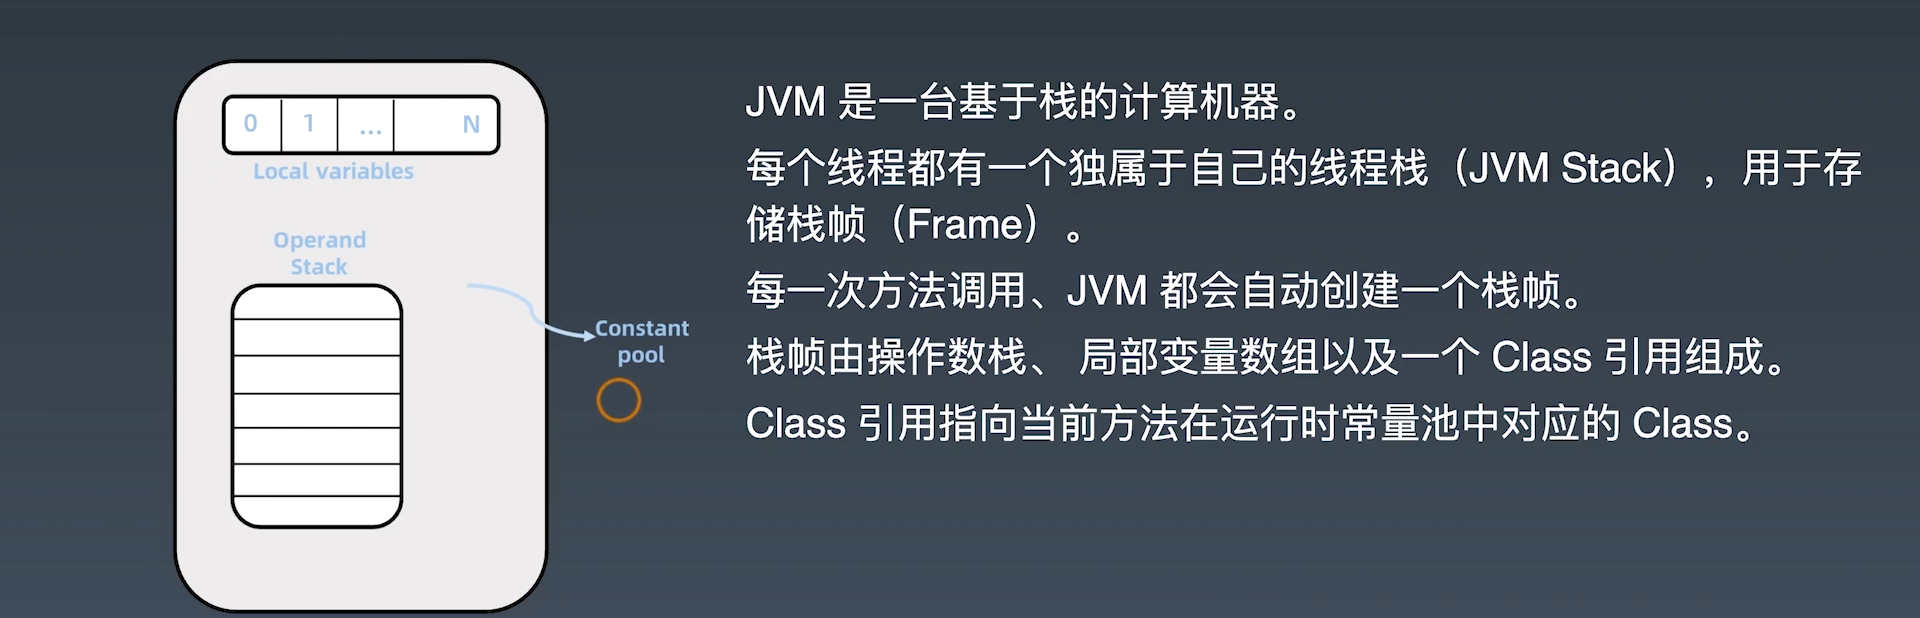 0 1 ... N
Local variables
Operand
Stack
Constant
pool
JVM 是一台基于栈的计算机器。
每个线程都有一个独属于自己的线程栈（JVM Stack），用于存
储栈帧（Frame）。
每一次方法调用、JVM 都会自动创建一个栈帧。
栈帧由操作数栈、 局部变量数组以及一个 Class 引用组成。
Class 引用指向当前方法在运行时常量池中对应的 Class。